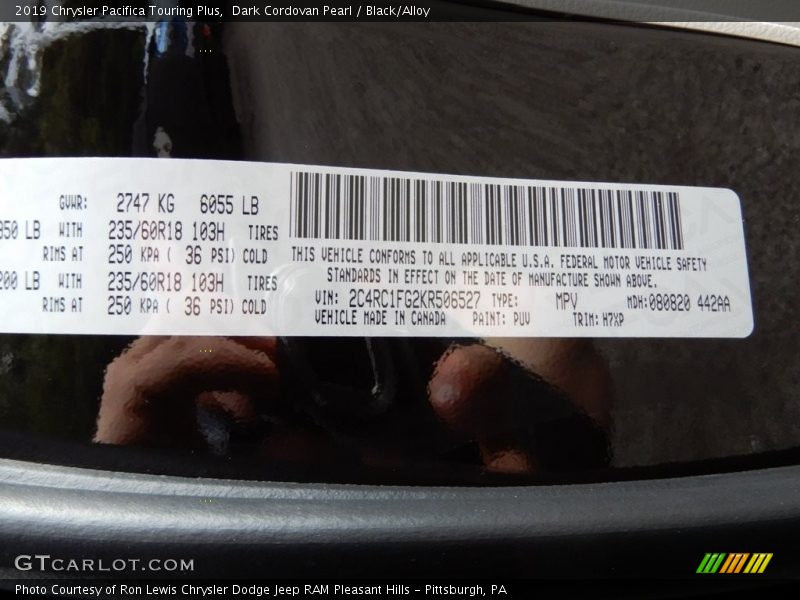 2019 Chrysler Pacifica Touring Plus,  Dark Cordovan Pearl / Black/Alloy
GVWR: 2747 KG 6055 LB
950 LB WITH 235/60R18 103H TIRES
RIMS AT 250 KPA ( 36 PSI) COLD
200 LB WITH 235/60R18 103H TIRES
RIMS AT 250 KPA ( 36 PSI) COLD
THIS VEHICLE CONFORMS TO ALL APPLICABLE U.S.A. FEDERAL MOTOR VEHICLE SAFETY
STANDARDS IN EFFECT ON THE DATE OF MANUFACTURE SHOWN ABOVE.
VIN: 2C4RC1FG2KR506527 TYPE: MPV MDH:080820 442AA
VEHICLE MADE IN CANADA PAINT: PUV TRIM: H7XP
GTCARLOT.COM
Photo Courtesy of Ron Lewis Chrysler Dodge Jeep RAM Pleasant Hills - Pittsburgh, PA